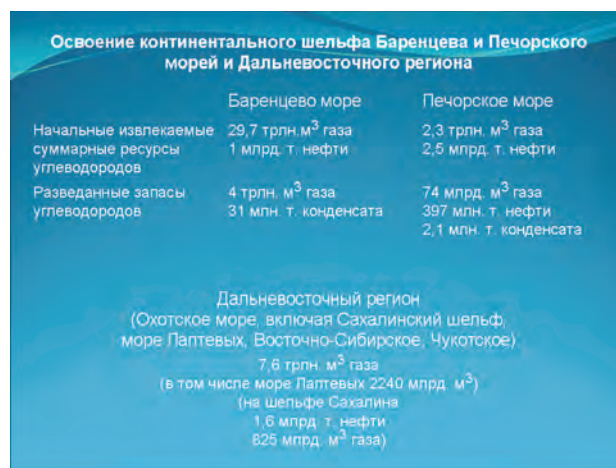 Освоение континентального шельфа Баренцева и Печорского
морей и Дальневосточного региона
Баренцево море Печорское море
Начальные извлекаемые 29,7 трлн.м³ газа 2,3 трлн. м³ газа
суммарные ресурсы 1 млрд. т. нефти 2,5 млрд. т. нефти
углеводородов
Разведанные запасы 4 трлн. м³ газа 74 млрд. м³ газа
углеводородов 31 млн. т. конденсата 397 млн. т. нефти
2,1 млн. т. конденсата
Дальневосточный регион
(Охотское море, включая Сахалинский шельф,
море Лаптевых, Восточно-Сибирское, Чукотское)
7,6 трлн. м³ газа
(в том числе море Лаптевых 2240 млрд. м³)
(на шельфе Сахалина
1,6 млрд. т. нефти
825 млрд. м³ газа)